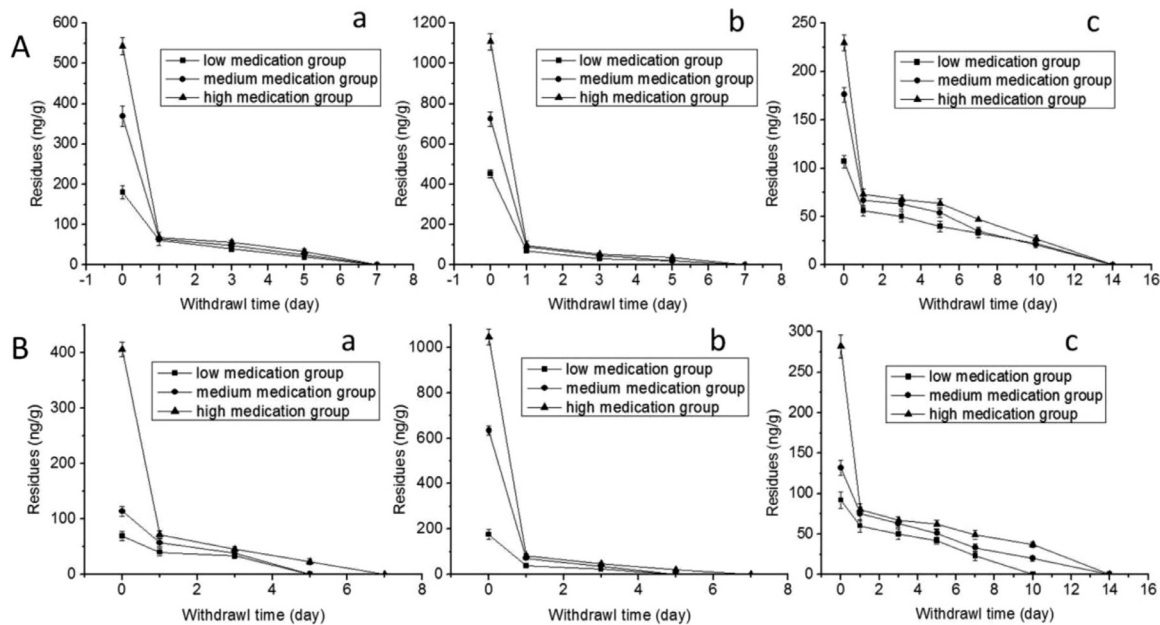 A
a
600
500
400
300
200
100
0
Residues (ng/g)
low medication group
medium medication group
high medication group
-1 0 1 2 3 4 5 6 7 8
Withdrawl time (day)
b
1200
1000
800
600
400
200
0
Residues (ng/g)
low medication group
medium medication group
high medication group
-1 0 1 2 3 4 5 6 7 8
Withdrawl time (day)
c
250
200
150
100
50
0
Residues (ng/g)
low medication group
medium medication group
high medication group
0 2 4 6 8 10 12 14 16
Withdrawl time (day)
B
a
400
300
200
100
0
Residues (ng/g)
low medication group
medium medication group
high medication group
0 2 4 6 8
Withdrawl time (day)
b
1000
800
600
400
200
0
Residues (ng/g)
low medication group
medium medication group
high medication group
0 2 4 6 8
Withdrawl time (day)
c
300
250
200
150
100
50
0
Residues (ng/g)
low medication group
medium medication group
high medication group
0 2 4 6 8 10 12 14 16
Withdrawl time (day)